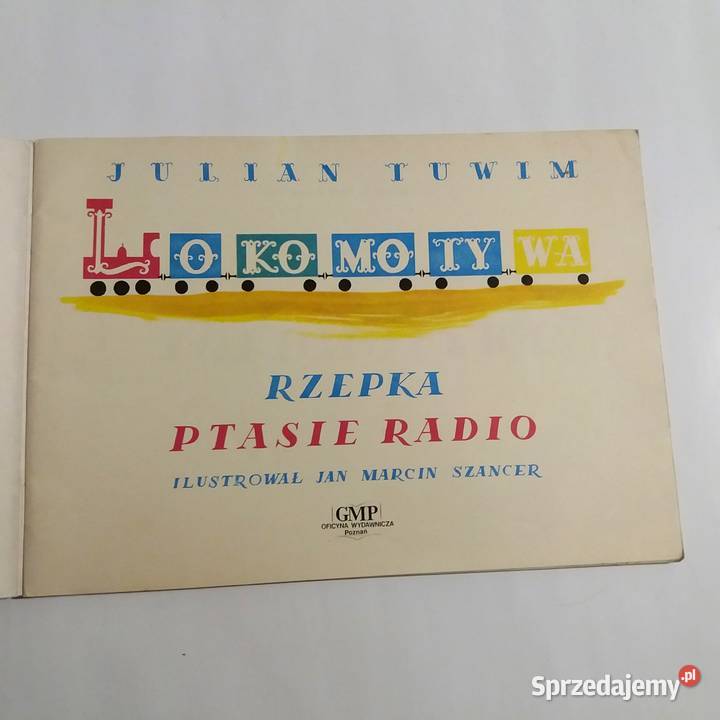 JULIAN TUWIM
LOKOMOTYWA
RZEPKA
PTASIE RADIO
ILUSTROWAŁ JAN MARCIN SZANCER
GMP
OFICYNA WYDAWNICZA
Poznań
Sprzedajemy.pl